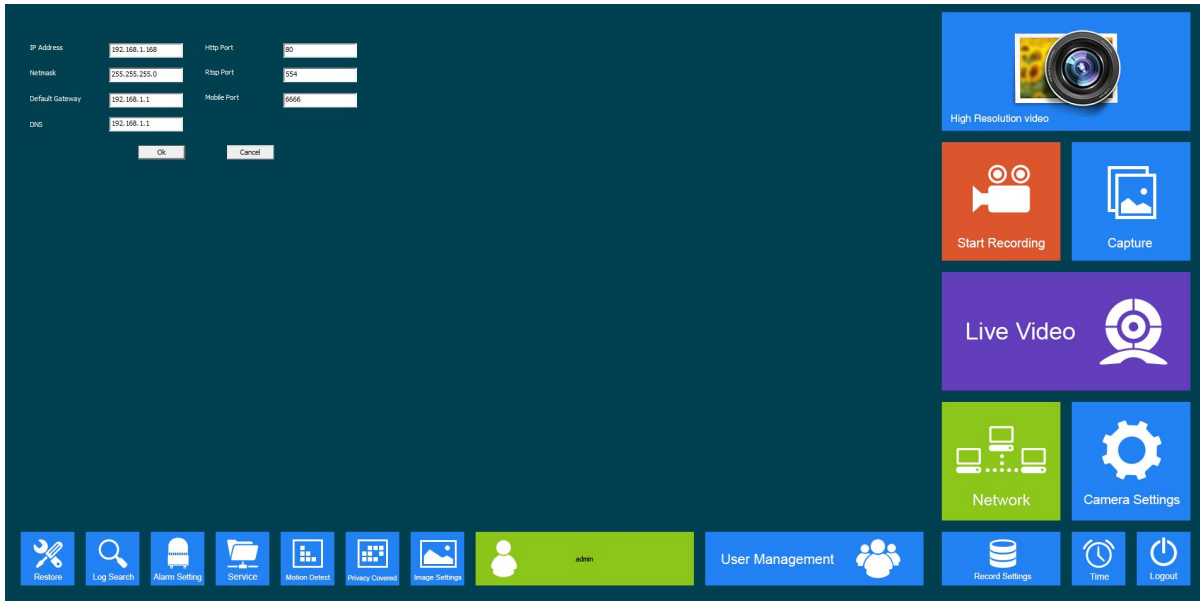 IP Address 192.168.1.168 Http Port 80
Netmask 255.255.255.0 Rtsp Port 554
Default Gateway 192.168.1.1 Mobile Port 6666
DNS 192.168.1.1
Ok Cancel
High Resolution video
Start Recording Capture
Live Video
Network Camera Settings
Restore Log Search Alarm Setting Service Motion Detect Privacy Covered Image Settings admin User Management Record Settings Time Logout